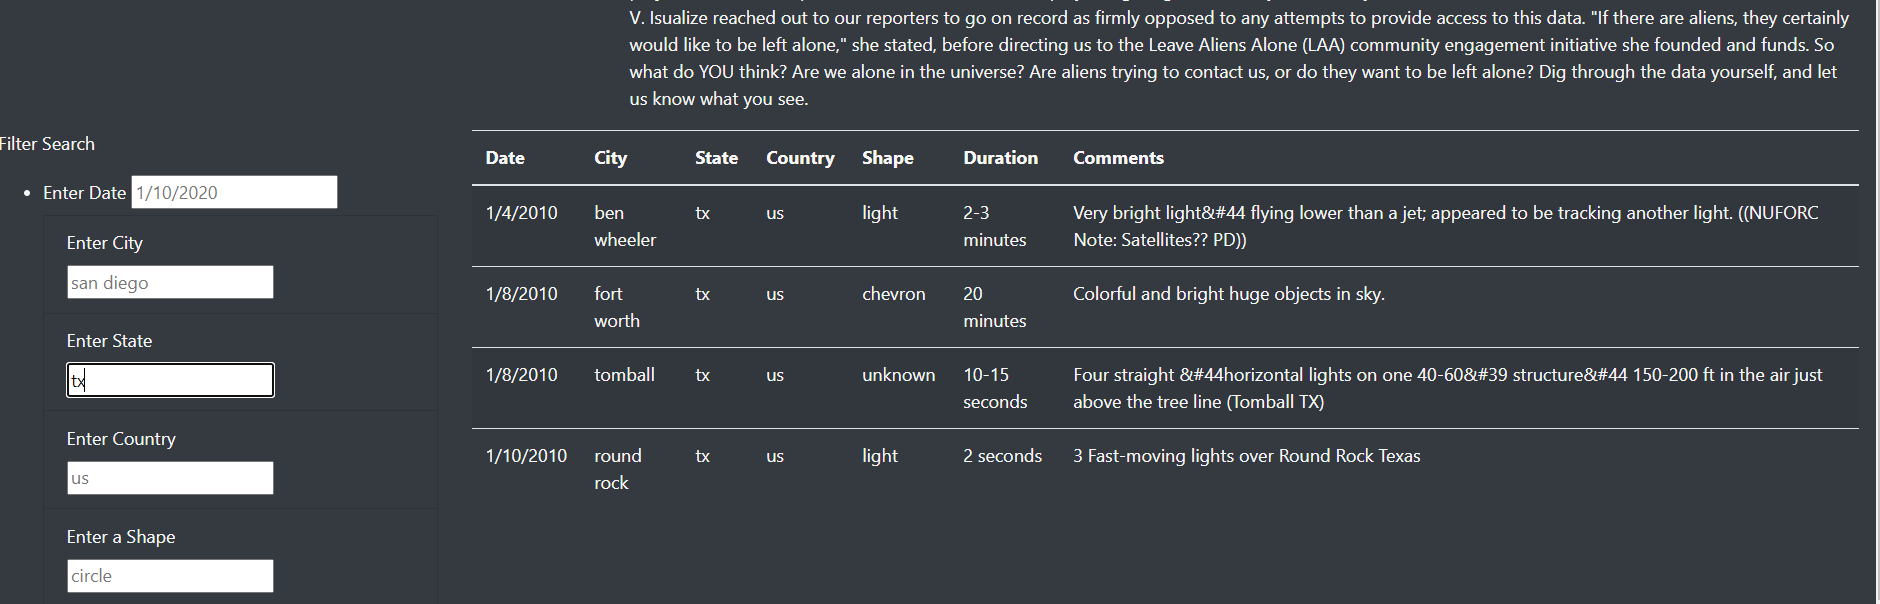 V. Isualize reached out to our reporters to go on record as firmly opposed to any attempts to provide access to this data. "If there are aliens, they certainly
would like to be left alone," she stated, before directing us to the Leave Aliens Alone (LAA) community engagement initiative she founded and funds. So
what do YOU think? Are we alone in the universe? Are aliens trying to contact us, or do they want to be left alone? Dig through the data yourself, and let
us know what you see.
Filter Search
Enter Date 1/10/2020
Enter City
san diego
Enter State
tx
Enter Country
us
Enter a Shape
circle
Date City State Country Shape Duration Comments
1/4/2010 ben tx us light 2-3 Very bright light&#44 flying lower than a jet; appeared to be tracking another light. ((NUFORC
wheeler minutes Note: Satellites?? PD))
1/8/2010 fort tx us chevron 20 Colorful and bright huge objects in sky.
worth minutes
1/8/2010 tomball tx us unknown 10-15 Four straight &#44horizontal lights on one 40-60&#39 structure&#44 150-200 ft in the air just
seconds above the tree line (Tomball TX)
1/10/2010 round tx us light 2 seconds 3 Fast-moving lights over Round Rock Texas
rock